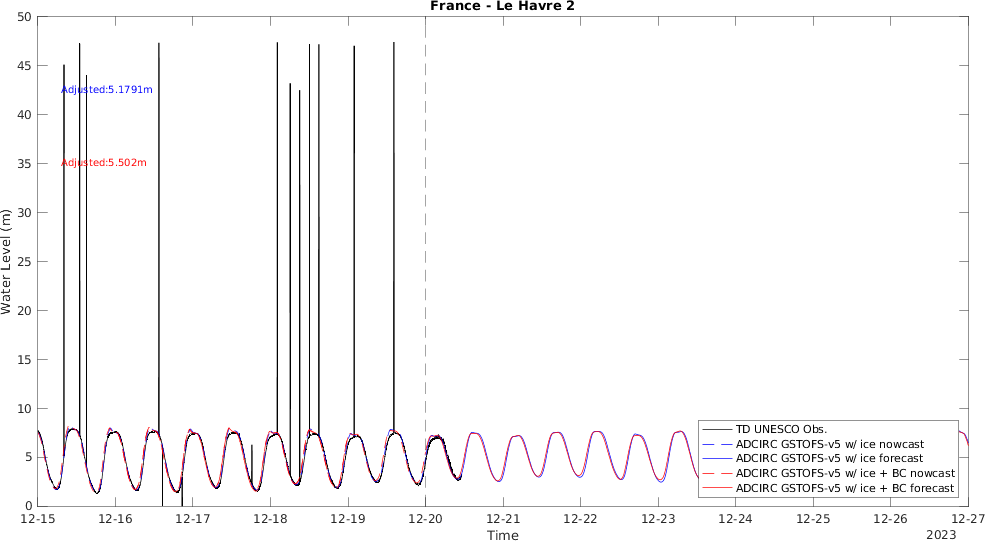 France - Le Havre 2
50
45
40
35
30
25
20
15
10
5
0
Water Level (m)
Adjusted:5.1791m
Adjusted:5.502m
TD UNESCO Obs.
ADCIRC GSTOFS-v5 w/ ice nowcast
ADCIRC GSTOFS-v5 w/ ice forecast
ADCIRC GSTOFS-v5 w/ ice + BC nowcast
ADCIRC GSTOFS-v5 w/ ice + BC forecast
12-15 12-16 12-17 12-18 12-19 12-20 12-21 12-22 12-23 12-24 12-25 12-26 12-27
Time
2023